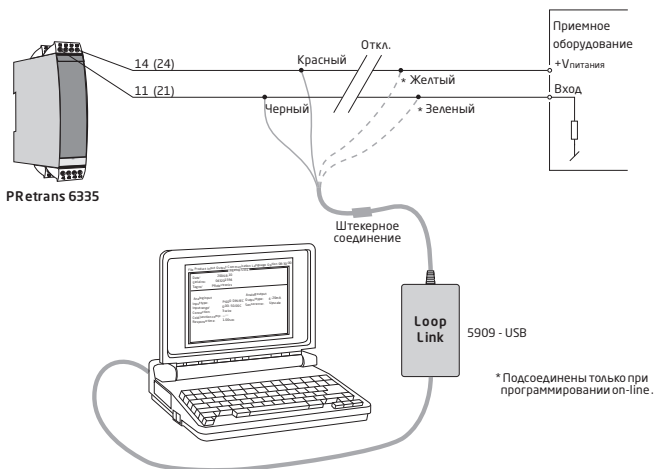 Приемное
оборудование
+Vпитания
Откл.
Красный
14 (24)
* Желтый
Вход
11 (21)
Черный
* Зеленый
PRetrans 6335
Штекерное
соединение
Loop
Link
5909 - USB
* Подсоединены только при
программировании on-line.